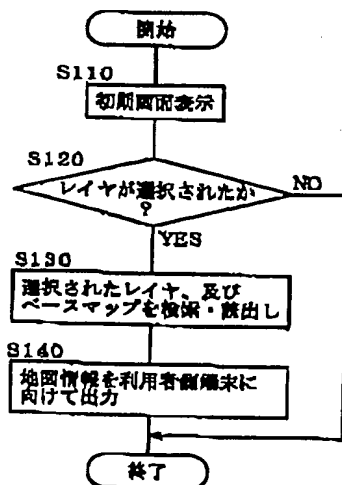 開始
S110
初期画面表示
S120
レイヤが選択されたか
?
NO
YES
S130
選択されたレイヤ、及び
ベースマップを検索・読出し
S140
地図情報を利用者側端末に
向けて出力
終了